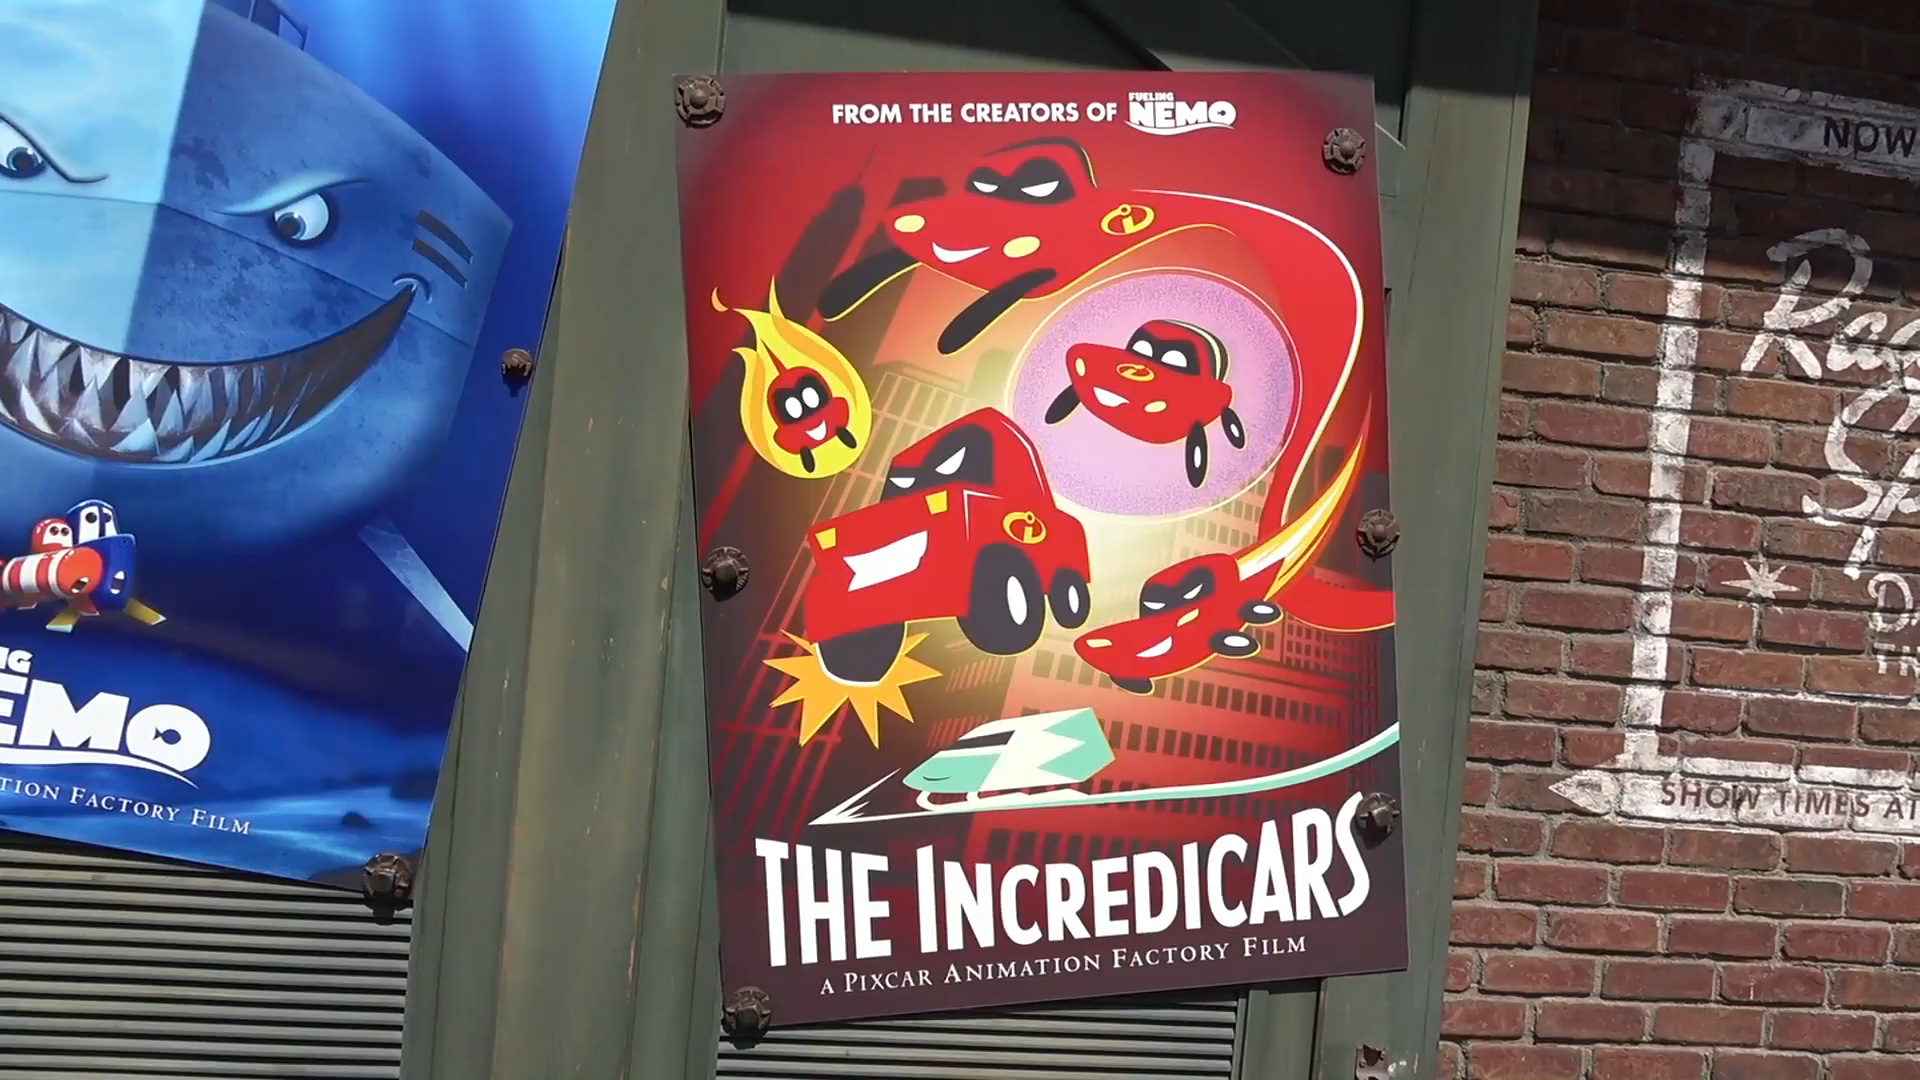 EMO
TION FACTORY FILM
FROM THE CREATORS OF FUELING NEMO
THE INCREDICARS
A PIXCAR ANIMATION FACTORY FILM
NOW
SHOW TIMES AT